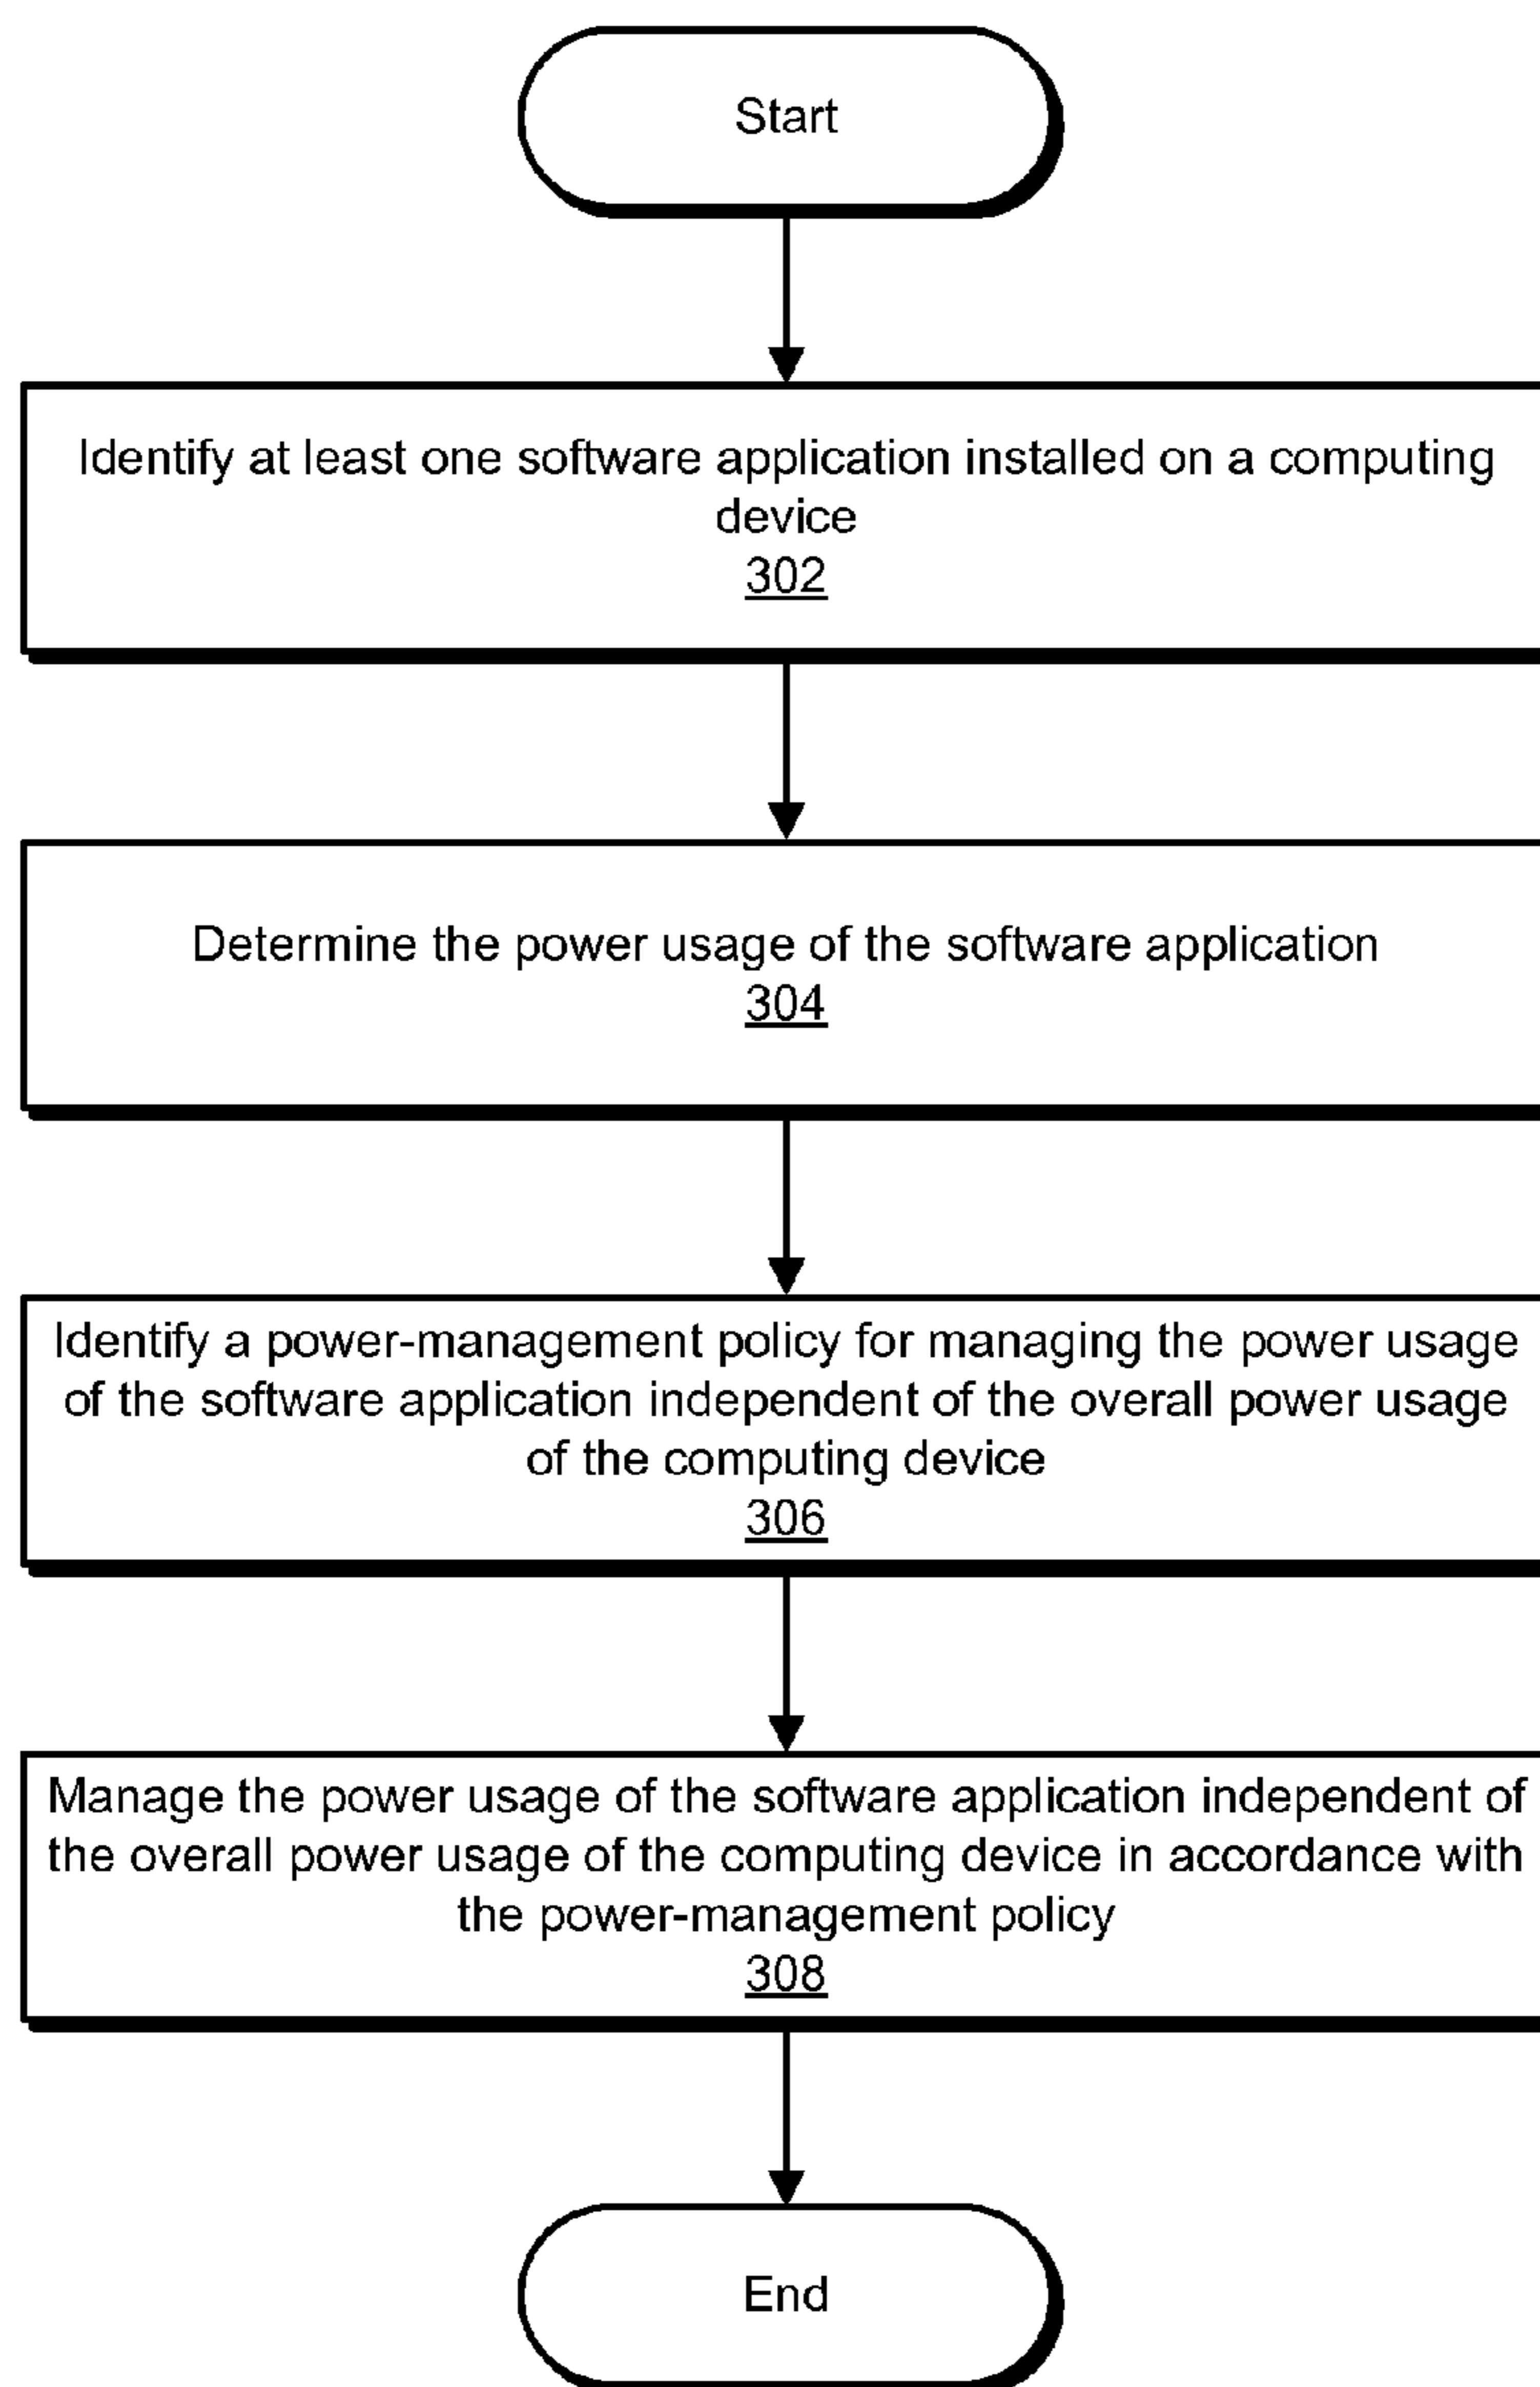 Start
Identify at least one software application installed on a computing
device
302
Determine the power usage of the software application
304
Identify a power-management policy for managing the power usage
of the software application independent of the overall power usage
of the computing device
306
Manage the power usage of the software application independent of
the overall power usage of the computing device in accordance with
the power-management policy
308
End